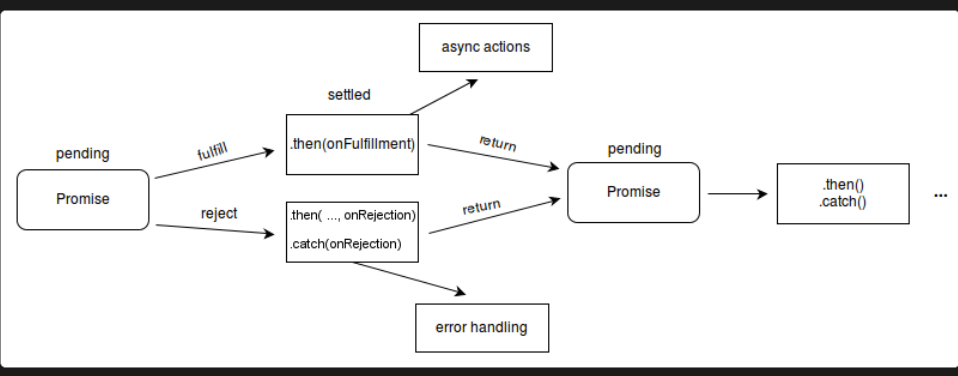 async actions
settled
.then(onFulfillment)
pending
fulfill
return
pending
Promise
Promise
.then()
.catch()
...
reject
.then( ..., onRejection)
.catch(onRejection)
return
error handling